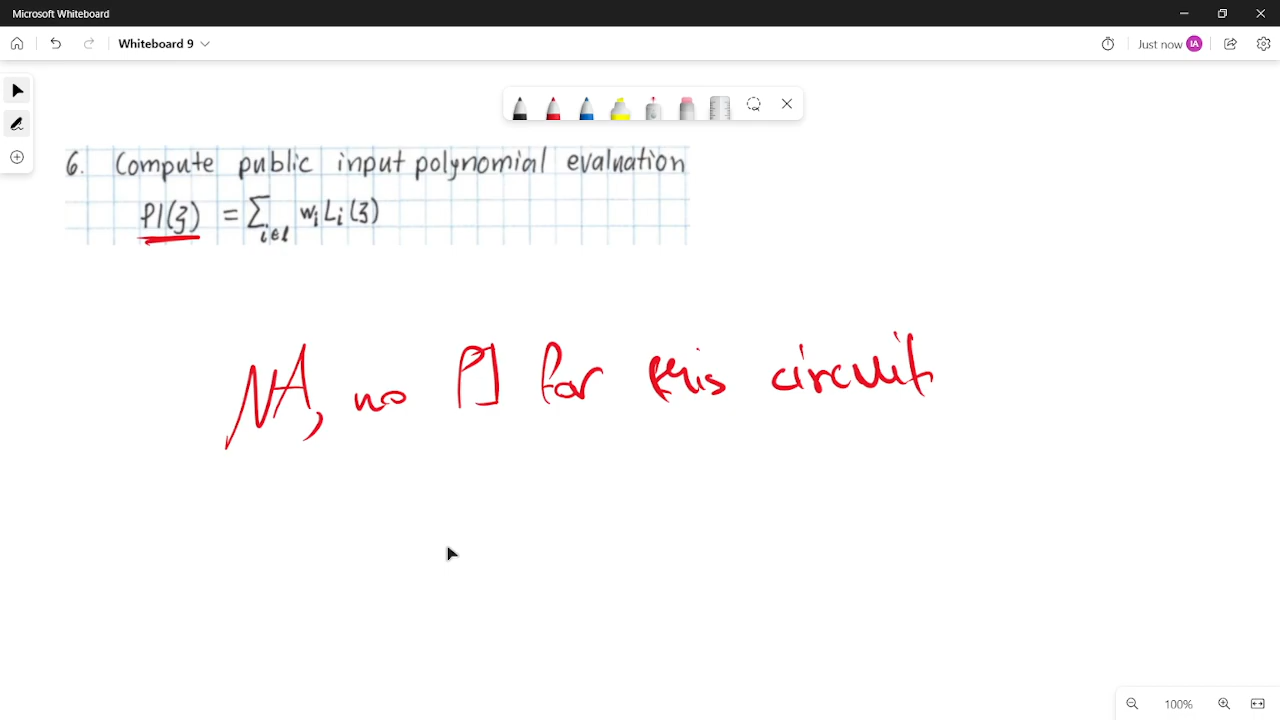 Microsoft Whiteboard
Whiteboard 9
Just now IA
6. Compute public input polynomial evaluation
PI(ʒ) = ∑i∈l wiLi(ʒ)
NA, no PI for this circuit
100%